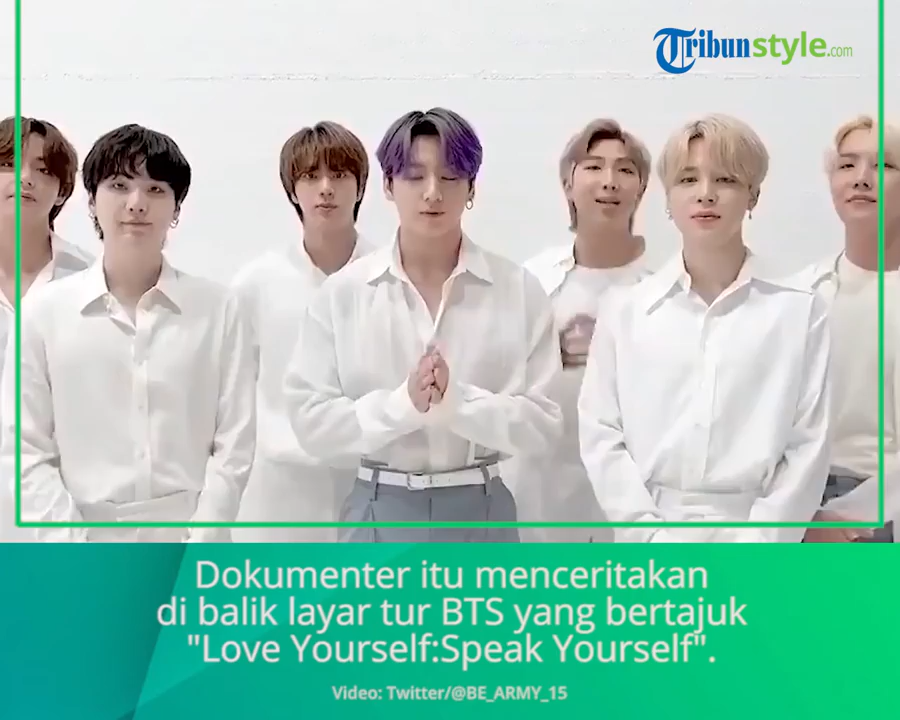 Tribunstyle.com
Dokumenter itu menceritakan
di balik layar tur BTS yang bertajuk
"Love Yourself:Speak Yourself".
Video: Twitter/@BE_ARMY_15